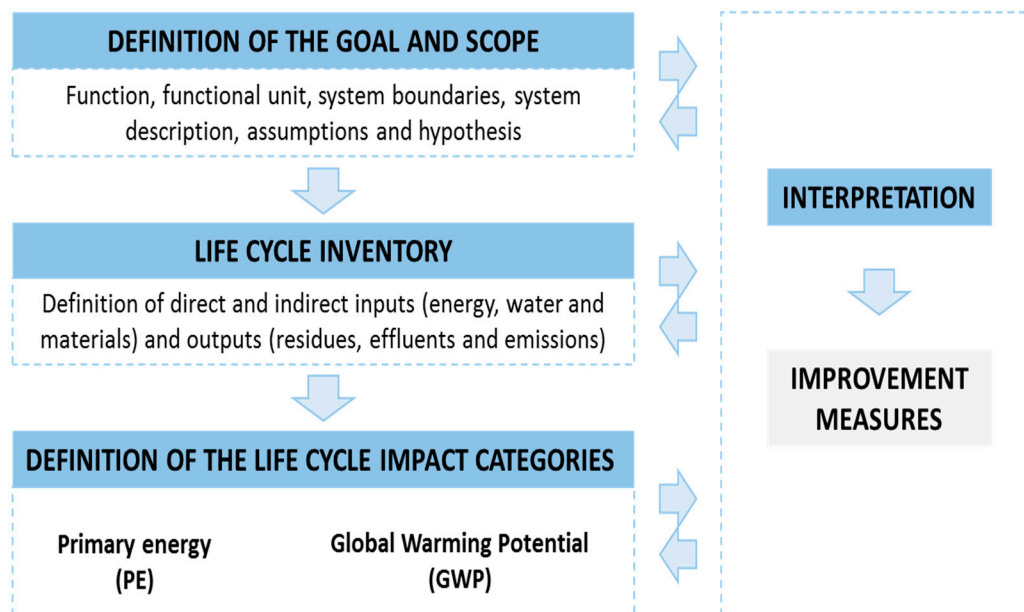 DEFINITION OF THE GOAL AND SCOPE
Function, functional unit, system boundaries, system
description, assumptions and hypothesis
LIFE CYCLE INVENTORY
Definition of direct and indirect inputs (energy, water and
materials) and outputs (residues, effluents and emissions)
DEFINITION OF THE LIFE CYCLE IMPACT CATEGORIES
Primary energy
(PE)
Global Warming Potential
(GWP)
INTERPRETATION
IMPROVEMENT
MEASURES